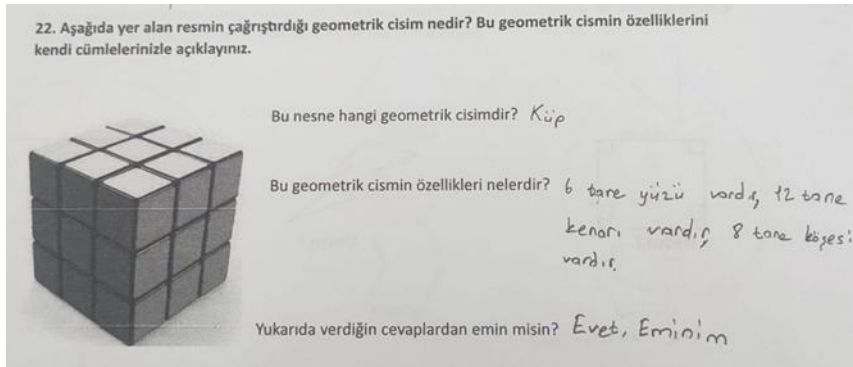 22. Aşağıda yer alan resmin çağrıştırdığı geometrik cisim nedir? Bu geometrik cismin özelliklerini
kendi cümlelerinizle açıklayınız.
Bu nesne hangi geometrik cisimdir? Küp
Bu geometrik cismin özellikleri nelerdir? 6 tane yüzü vardır, 12 tane
kenarı vardır, 8 tane köşesi
vardır.
Yukarıda verdiğin cevaplardan emin misin? Evet, Eminim